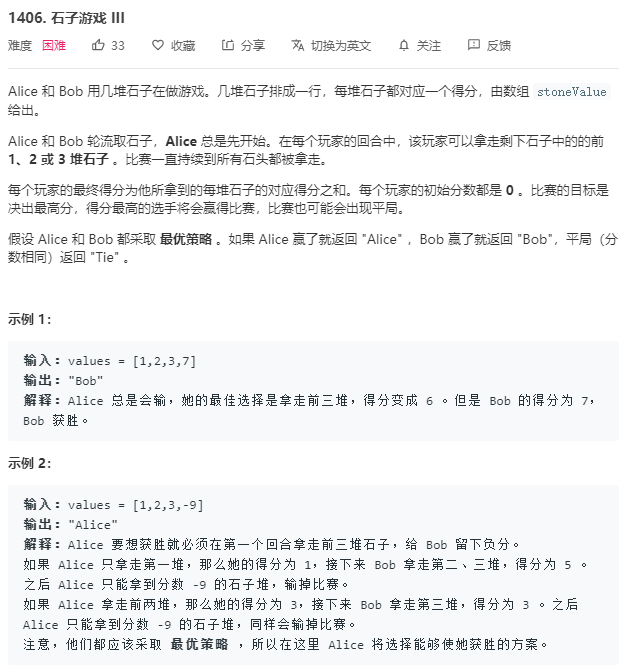 1406. 石子游戏 III
难度 困难 33 收藏 分享 切换为英文 关注 反馈
Alice 和 Bob 用几堆石子在做游戏。几堆石子排成一行，每堆石子都对应一个得分，由数组 stoneValue
给出。
Alice 和 Bob 轮流取石子，Alice 总是先开始。在每个玩家的回合中，该玩家可以拿走剩下石子中的的前
1、2 或 3 堆石子 。比赛一直持续到所有石头都被拿走。
每个玩家的最终得分为他所拿到的每堆石子的对应得分之和。每个玩家的初始分数都是 0 。比赛的目标是
决出最高分，得分最高的选手将会赢得比赛，比赛也可能会出现平局。
假设 Alice 和 Bob 都采取 最优策略 。如果 Alice 赢了就返回 "Alice" ，Bob 赢了就返回 "Bob"，平局（分
数相同）返回 "Tie" 。
示例 1：
输入：values = [1,2,3,7]
输出："Bob"
解释：Alice 总是会输，她的最佳选择是拿走前三堆，得分变成 6 。但是 Bob 的得分为 7，
Bob 获胜。
示例 2：
输入：values = [1,2,3,-9]
输出："Alice"
解释：Alice 要想获胜就必须在第一个回合拿走前三堆石子，给 Bob 留下负分。
如果 Alice 只拿走第一堆，那么她的得分为 1，接下来 Bob 拿走第二、三堆，得分为 5 。
之后 Alice 只能拿到分数 -9 的石子堆，输掉比赛。
如果 Alice 拿走前两堆，那么她的得分为 3，接下来 Bob 拿走第三堆，得分为 3 。之后
Alice 只能拿到分数 -9 的石子堆，同样会输掉比赛。
注意，他们都应该采取 最优策略 ，所以在这里 Alice 将选择能够使她获胜的方案。